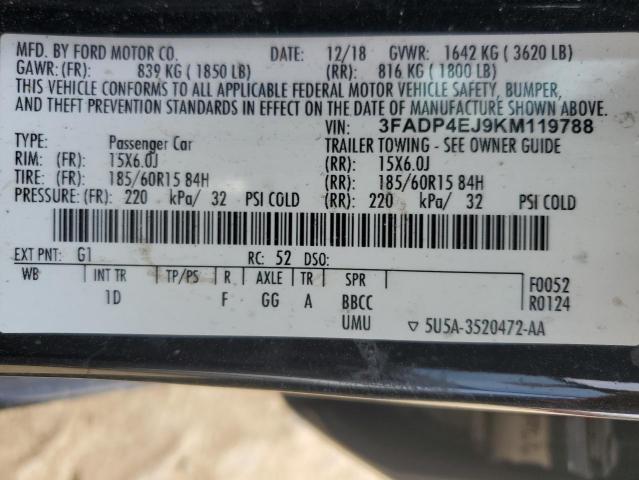 MFD. BY FORD MOTOR CO. DATE: 12/18 GVWR: 1642 KG ( 3620 LB)
GAWR: (FR): 839 KG ( 1850 LB) (RR): 816 KG ( 1800 LB)
THIS VEHICLE CONFORMS TO ALL APPLICABLE FEDERAL MOTOR VEHICLE SAFETY, BUMPER,
AND THEFT PREVENTION STANDARDS IN EFFECT ON THE DATE OF MANUFACTURE SHOWN ABOVE.
VIN: 3FADP4EJ9KM119788
TYPE: Passenger Car TRAILER TOWING - SEE OWNER GUIDE
RIM: (FR): 15X6.0J (RR): 15X6.0J
TIRE: (FR): 185/60R15 84H (RR): 185/60R15 84H
PRESSURE: (FR): 220 kPa/ 32 PSI COLD (RR): 220 kPa/ 32 PSI COLD
EXT PNT: G1 RC: 52 DSO:
WB INT TR TP/PS R AXLE TR SPR F0052
1D F GG A BBCC R0124
UMU ▽ 5U5A-3520472-AA